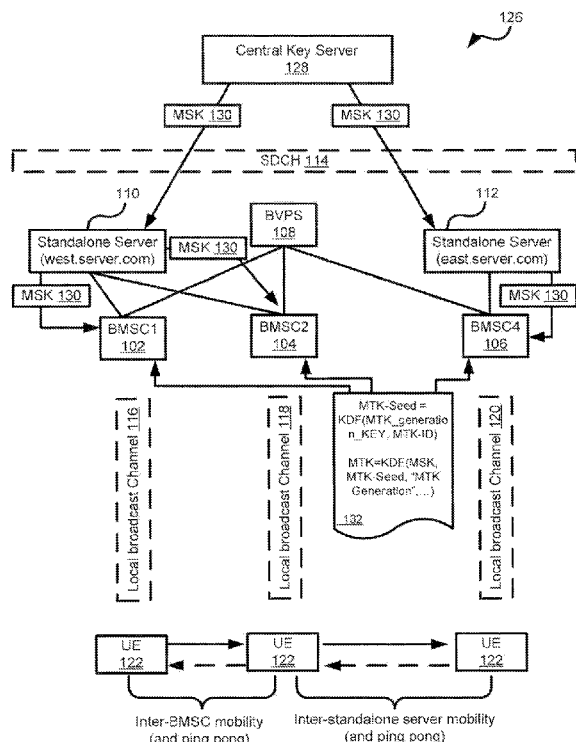 126
Central Key Server
128
MSK 130
MSK 130
SDCH 114
110
112
BVPS
108
Standalone Server
(west.server.com)
MSK 130
Standalone Server
(east.server.com)
MSK 130
MSK 130
BMSC1
102
BMSC2
104
BMSC4
106
Local broadcast Channel 116
Local broadcast Channel 118
Local broadcast Channel 120
MTK-Seed =
KDF(MTK_generatio
n_KEY, MTK-ID)
MTK=KDF(MSK,
MTK-Seed, "MTK
Generation",...)
132
UE
122
UE
122
UE
122
Inter-BMSC mobility
(and ping pong)
Inter-standalone server mobility
(and ping pong)